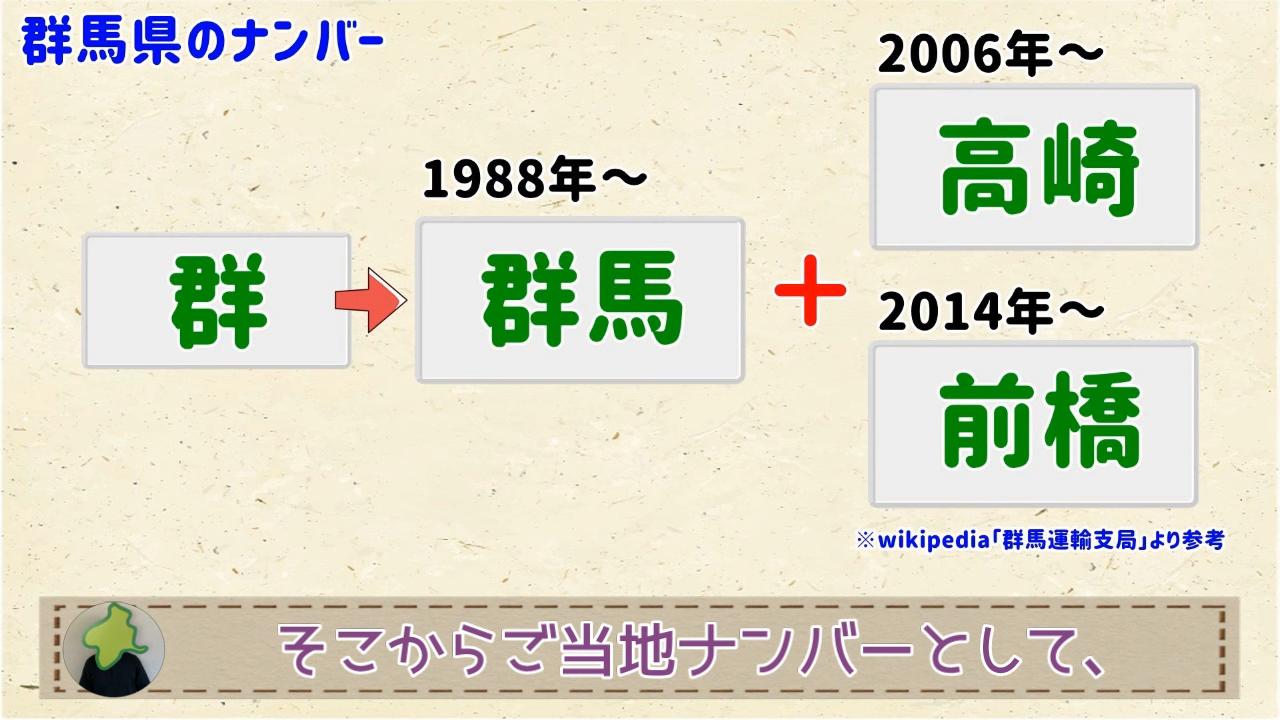 群馬県のナンバー
群
1988年～
群馬
＋
2006年～
高崎
2014年～
前橋
※wikipedia「群馬運輸支局」より参考
そこからご当地ナンバーとして、